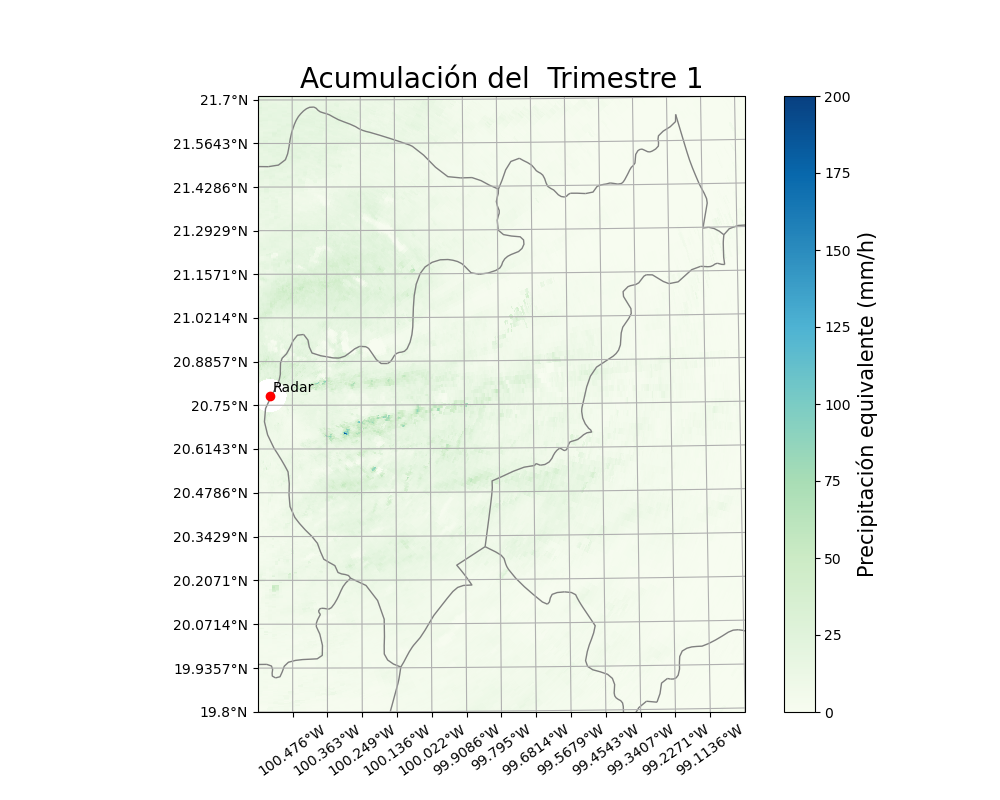 Acumulación del  Trimestre 1
21.7°N
21.5643°N
21.4286°N
21.2929°N
21.1571°N
21.0214°N
20.8857°N
20.75°N
20.6143°N
20.4786°N
20.3429°N
20.2071°N
20.0714°N
19.9357°N
19.8°N
Radar
100.476°W
100.363°W
100.249°W
100.136°W
100.022°W
99.9086°W
99.795°W
99.6814°W
99.5679°W
99.4543°W
99.3407°W
99.2271°W
99.1136°W
200
175
150
125
100
75
50
25
0
Precipitación equivalente (mm/h)